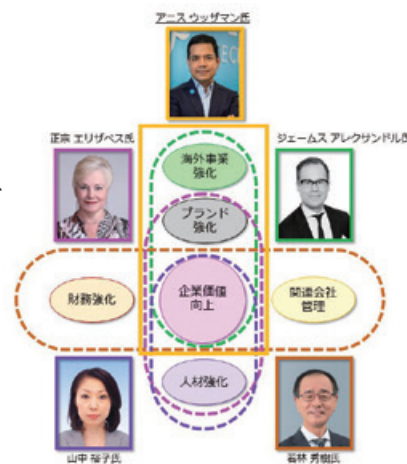 アニス ウッザマン氏
正宗 エリザベス氏
ジェームス アレクサンドル氏
海外事業
強化
ブランド
強化
財務強化
企業価値
向上
関連会社
管理
人材強化
山中 裕子氏
若林 秀樹氏